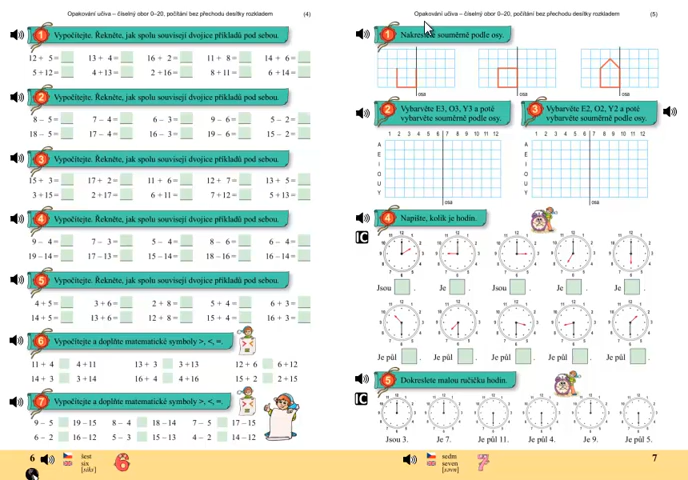 Opakování učiva – číselný obor 0–20, počítání bez přechodu desítky rozkladem (4)
1 Vypočítejte. Řekněte, jak spolu souvisejí dvojice příkladů pod sebou.
12 + 5 = 13 + 4 = 16 + 2 = 11 + 8 = 14 + 6 =
5 + 12 = 4 + 13 = 2 + 16 = 8 + 11 = 6 + 14 =
2 Vypočítejte. Řekněte, jak spolu souvisejí dvojice příkladů pod sebou.
8 – 5 = 7 – 4 = 6 – 3 = 9 – 6 = 5 – 2 =
18 – 5 = 17 – 4 = 16 – 3 = 19 – 6 = 15 – 2 =
3 Vypočítejte. Řekněte, jak spolu souvisejí dvojice příkladů pod sebou.
15 + 3 = 17 + 2 = 11 + 6 = 12 + 7 = 13 + 5 =
3 + 15 = 2 + 17 = 6 + 11 = 7 + 12 = 5 + 13 =
4 Vypočítejte. Řekněte, jak spolu souvisejí dvojice příkladů pod sebou.
9 – 4 = 7 – 3 = 5 – 4 = 8 – 6 = 6 – 4 =
19 – 14 = 17 – 13 = 15 – 14 = 18 – 16 = 16 – 14 =
5 Vypočítejte. Řekněte, jak spolu souvisejí dvojice příkladů pod sebou.
4 + 5 = 3 + 6 = 2 + 8 = 5 + 4 = 6 + 3 =
14 + 5 = 13 + 6 = 12 + 8 = 15 + 4 = 16 + 3 =
6 Vypočítejte a doplňte matematické symboly >, <, =.
11 + 4 4 + 11 13 + 3 3 + 13 12 + 6 6 + 12
14 + 3 3 + 14 16 + 4 4 + 16 15 + 2 2 + 15
7 Vypočítejte a doplňte matematické symboly >, <, =.
9 – 5 19 – 15 8 – 4 18 – 14 7 – 5 17 – 15
6 – 2 16 – 12 5 – 3 15 – 13 4 – 2 14 – 12
6 šest
six
[siks]
Opakování učiva – číselný obor 0–20, počítání bez přechodu desítky rozkladem (5)
1 Nakreslete souměrně podle osy.
osa osa osa
2 Vybarvěte E3, O3, Y3 a poté
vybarvěte souměrně podle osy.
1 2 3 4 5 6 7 8 9 10 11 12
A
E
I
O
U
Y
osa
3 Vybarvěte E2, O2, Y2 a poté
vybarvěte souměrně podle osy.
1 2 3 4 5 6 7 8 9 10 11 12
A
E
I
O
U
Y
osa
4 Napište, kolik je hodin.
IC
Jsou . Je . Jsou . Je . Je .
Je půl . Je půl . Je půl . Je půl . Je půl .
5 Dokreslete malou ručičku hodin.
IC
Jsou 3. Je 7. Je půl 11. Je půl 4. Je 9. Je půl 5.
sedm
seven
[sevn]
7